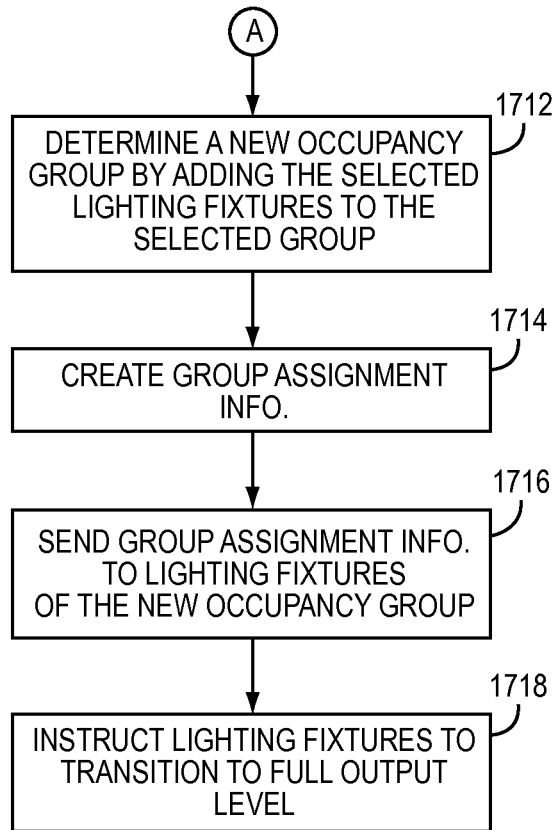 A
1712
DETERMINE A NEW OCCUPANCY
GROUP BY ADDING THE SELECTED
LIGHTING FIXTURES TO THE
SELECTED GROUP
1714
CREATE GROUP ASSIGNMENT
INFO.
1716
SEND GROUP ASSIGNMENT INFO.
TO LIGHTING FIXTURES
OF THE NEW OCCUPANCY GROUP
1718
INSTRUCT LIGHTING FIXTURES TO
TRANSITION TO FULL OUTPUT
LEVEL